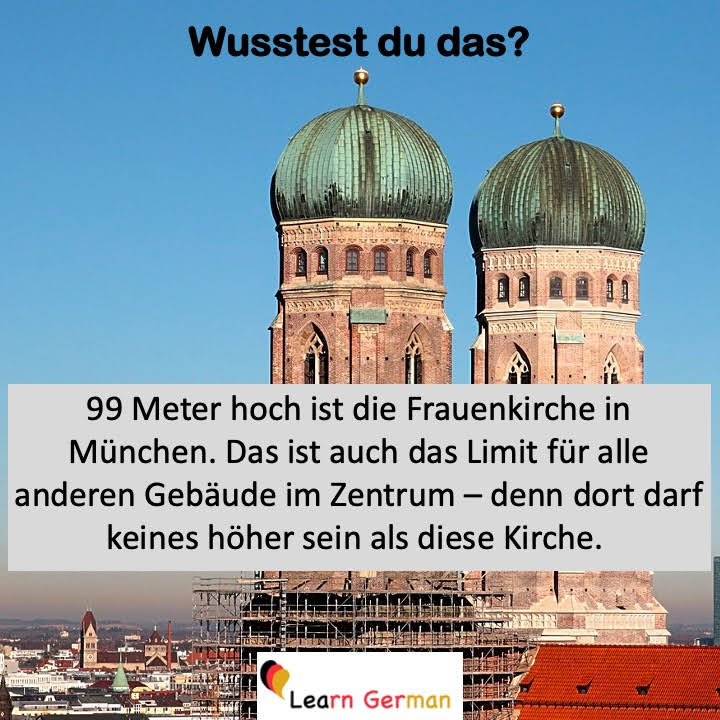 Wusstest du das?
99 Meter hoch ist die Frauenkirche in
München. Das ist auch das Limit für alle
anderen Gebäude im Zentrum – denn dort darf
keines höher sein als diese Kirche.
Learn German